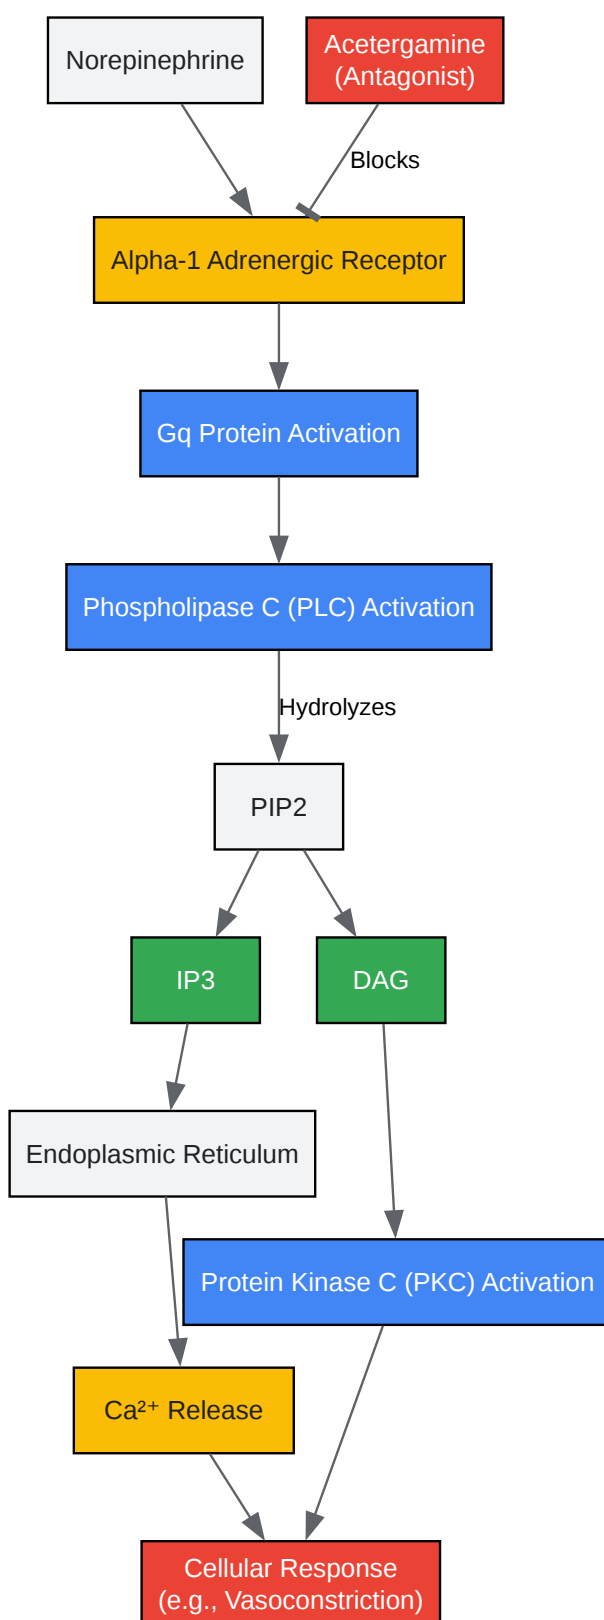 Norepinephrine
Acetergamine
(Antagonist)
Blocks
Alpha-1 Adrenergic Receptor
Gq Protein Activation
Phospholipase C (PLC) Activation
Hydrolyzes
PIP2
IP3
DAG
Endoplasmic Reticulum
Protein Kinase C (PKC) Activation
Ca²⁺ Release
Cellular Response
(e.g., Vasoconstriction)